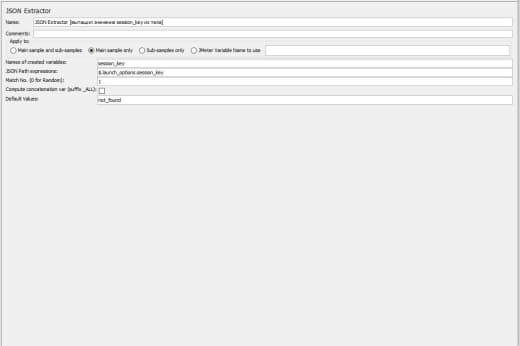 JSON Extractor
Name: JSON Extractor [вытащил значение session_key из тела]
Comments:
Apply to:
Main sample and sub-samples Main sample only Sub-samples only JMeter Variable Name to use
Names of created variables: session_key
JSON Path expressions: $.launch_options.session_key
Match No. (0 for Random): 1
Compute concatenation var (suffix _ALL):
Default Values: not_found